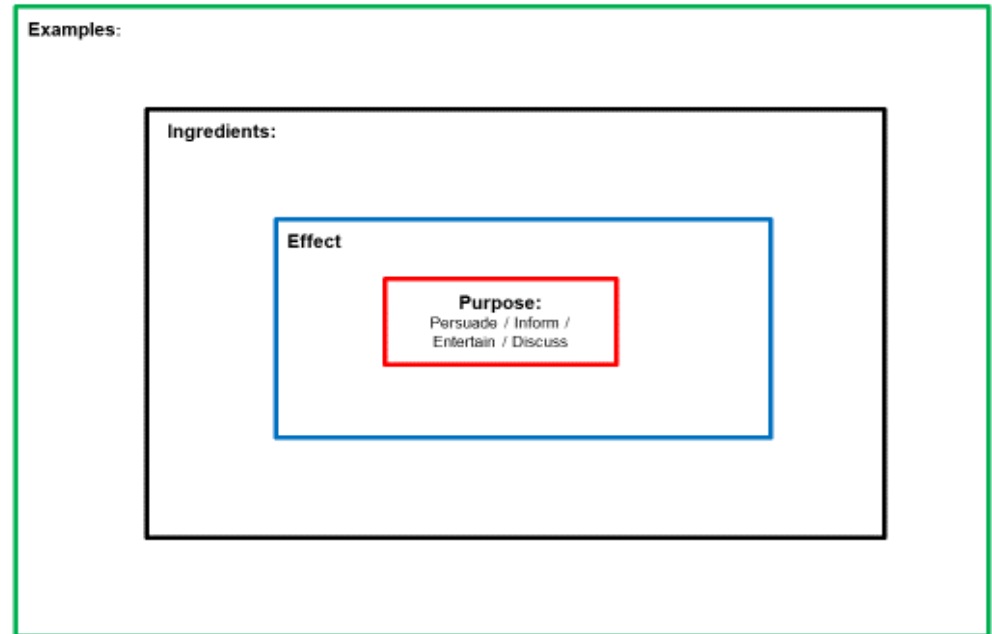 Examples:
Ingredients:
Effect
Purpose:
Persuade / Inform /
Entertain / Discuss